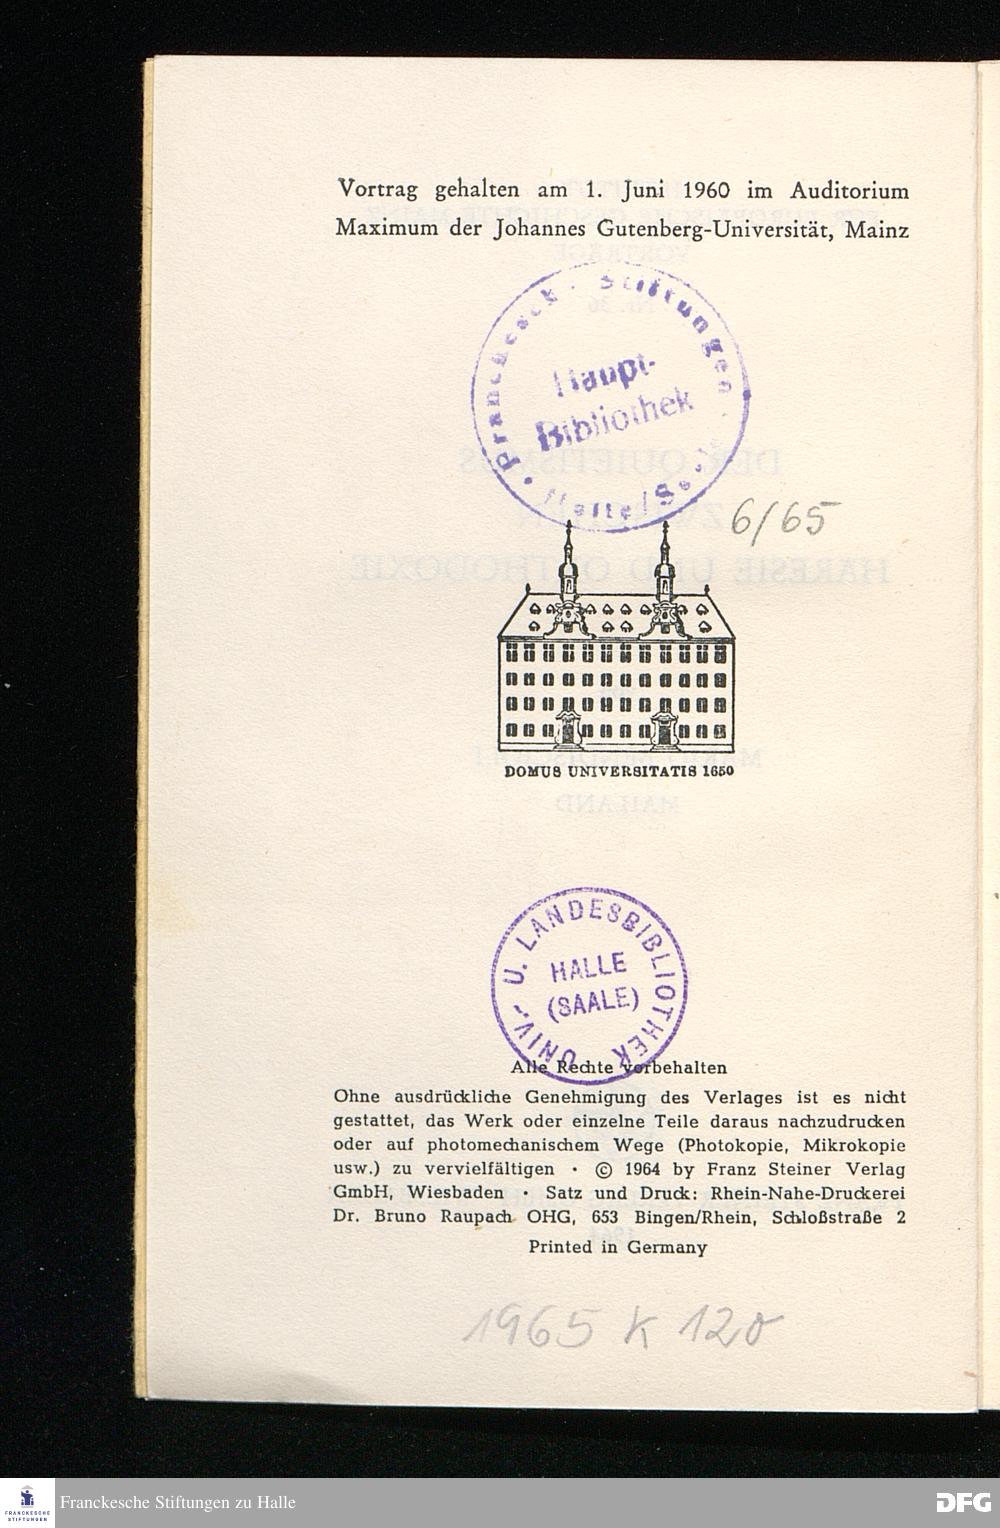 Vortrag gehalten am 1. Juni 1960 im Auditorium
Maximum der Johannes Gutenberg-Universität, Mainz
Stiftungen
Haupt-
Bibliothek
Halle/S
6/65
DOMUS UNIVERSITATIS 1650
UNIV.- U. LANDESBIBLIOTHEK
HALLE
(SAALE)
Alle Rechte vorbehalten
Ohne ausdrückliche Genehmigung des Verlages ist es nicht
gestattet, das Werk oder einzelne Teile daraus nachzudrucken
oder auf photomechanischem Wege (Photokopie, Mikrokopie
usw.) zu vervielfältigen · © 1964 by Franz Steiner Verlag
GmbH, Wiesbaden · Satz und Druck: Rhein-Nahe-Druckerei
Dr. Bruno Raupach OHG, 653 Bingen/Rhein, Schloßstraße 2
Printed in Germany
1965 K 120
FRANCKESCHE
STIFTUNGEN
Franckesche Stiftungen zu Halle
DFG